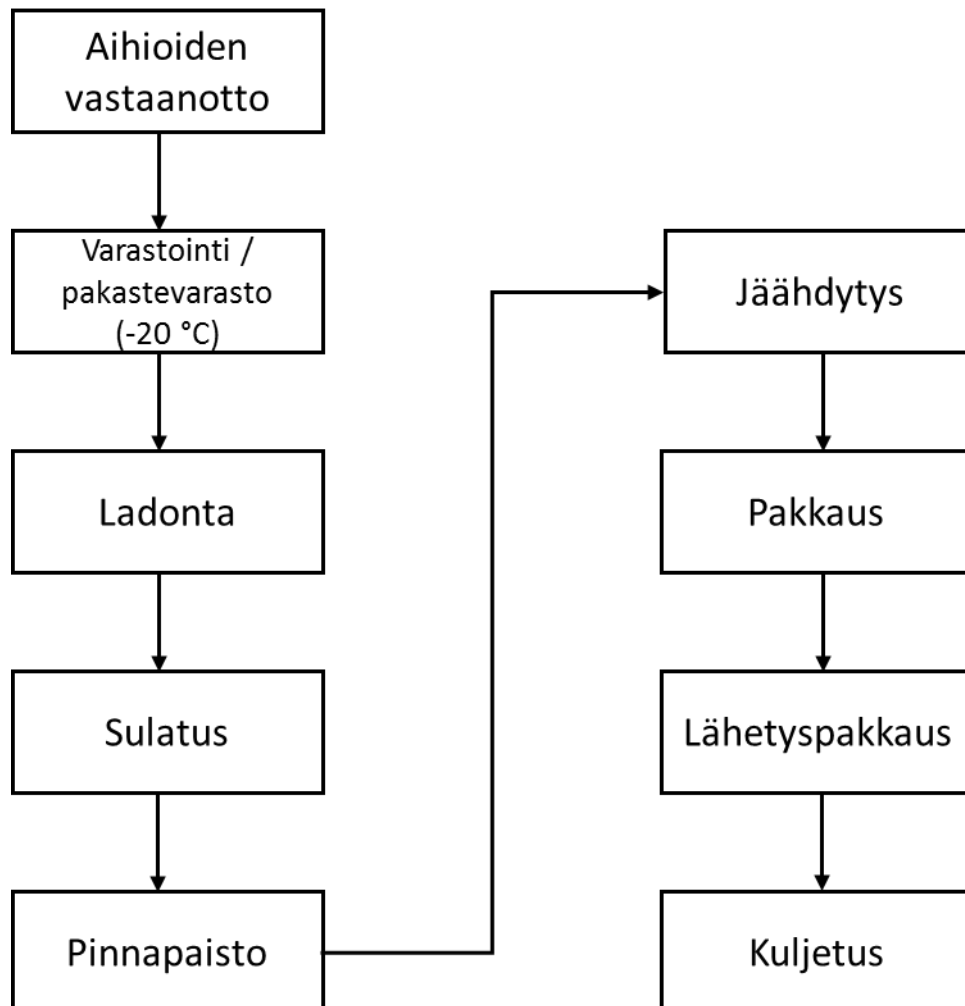 Aihioiden
vastaanotto
Varastointi /
pakastevarasto
(-20 °C)
Ladonta
Sulatus
Pinnapaisto
Jäähdytys
Pakkaus
Lähetyspakkaus
Kuljetus